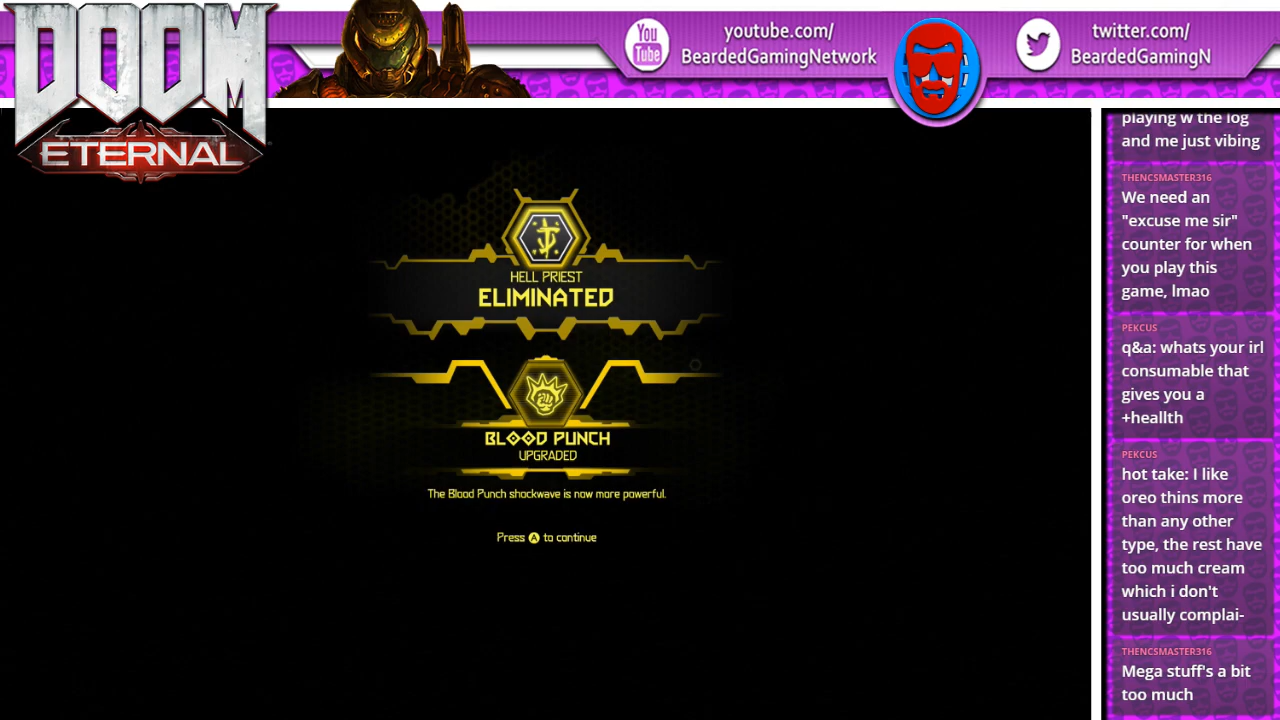 DOOM
ETERNAL
You
Tube
youtube.com/
BeardedGamingNetwork
twitter.com/
BeardedGamingN
HELL PRIEST
ELIMINATED
BLOOD PUNCH
UPGRADED
The Blood Punch shockwave is now more powerful.
Press A to continue
playing w the log
and me just vibing
THENCSMASTER316
We need an
"excuse me sir"
counter for when
you play this
game, lmao
PEKCUS
q&a: whats your irl
consumable that
gives you a
+heallth
PEKCUS
hot take: I like
oreo thins more
than any other
type, the rest have
too much cream
which i don't
usually complai-
THENCSMASTER316
Mega stuff's a bit
too much